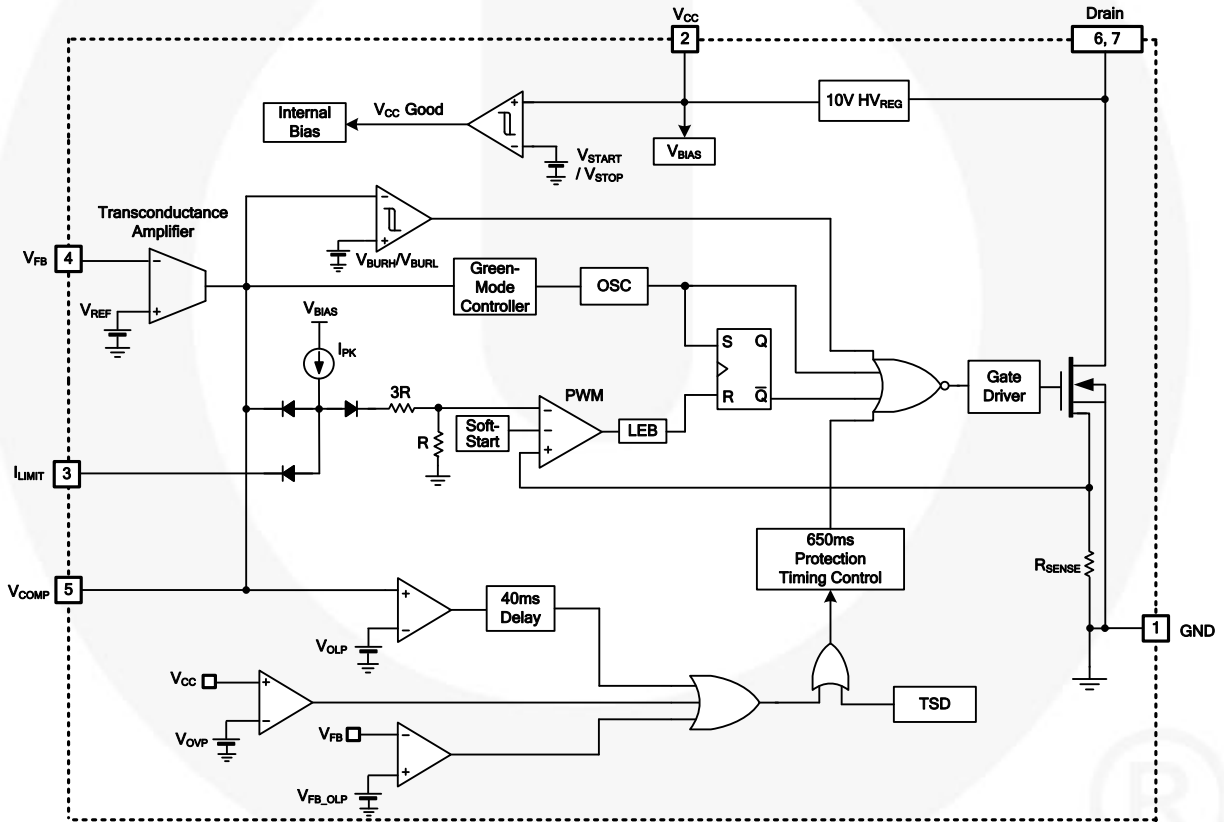 VCC
Drain
2
6, 7
Internal
Bias
VCC Good
+
-
VSTART
/ VSTOP
10V HVREG
VBIAS
Transconductance
Amplifier
VFB
4
-
+
VREF
-
+
VBURH/VBURL
Green-
Mode
Controller
OSC
VBIAS
IPK
S
Q
R
Q
3R
R
Soft-
Start
PWM
-
-
+
LEB
Gate
Driver
ILIMIT
3
650ms
Protection
Timing Control
RSENSE
VCOMP
5
+
-
VOLP
40ms
Delay
1
GND
VCC
+
-
VOVP
VFB
-
+
VFB_OLP
TSD
®